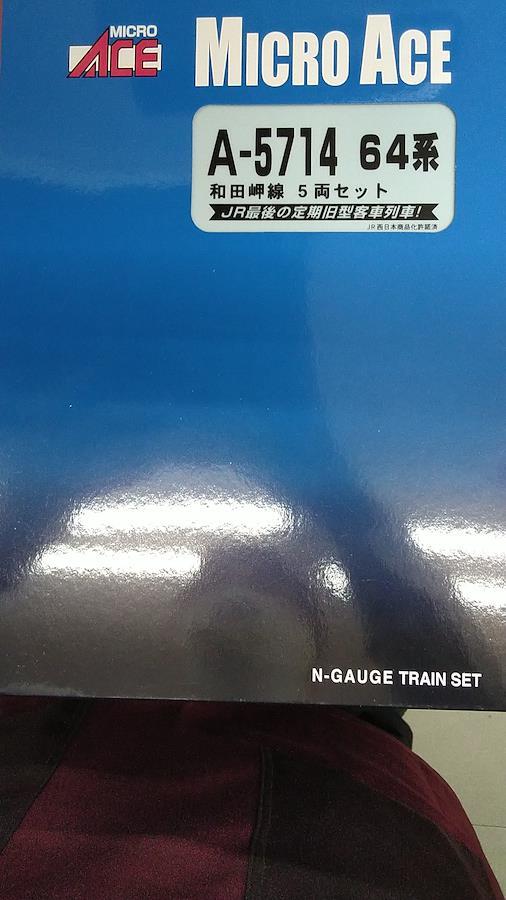 MICRO
ACE
MICRO ACE
A-5714 64系
和田岬線 5両セット
JR最後の定期旧型客車列車!
JR西日本商品化許諾済
N-GAUGE TRAIN SET